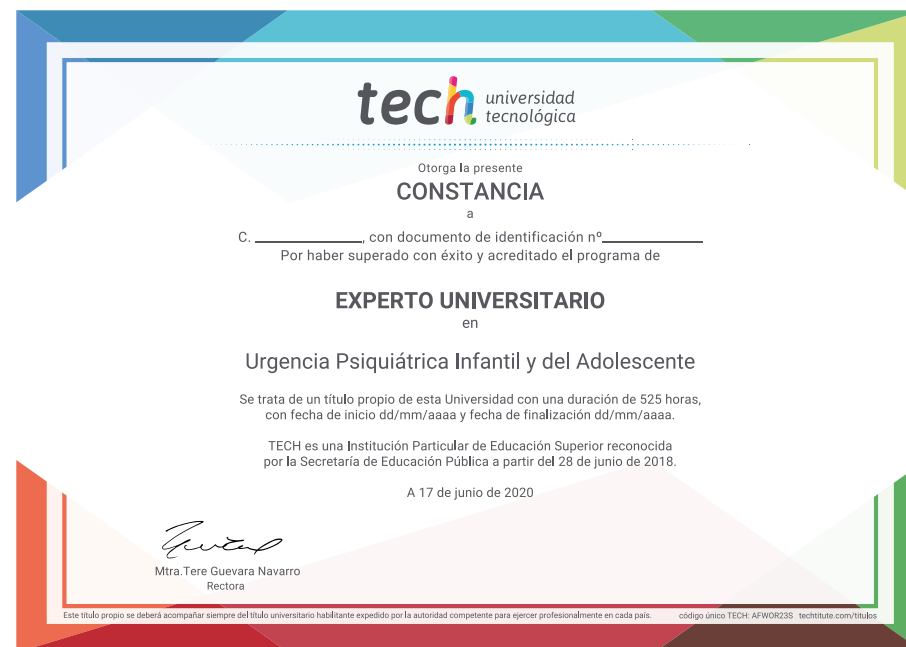 tech universidad
tecnológica
Otorga la presente
CONSTANCIA
a
C. ______________, con documento de identificación nº______________
Por haber superado con éxito y acreditado el programa de
EXPERTO UNIVERSITARIO
en
Urgencia Psiquiátrica Infantil y del Adolescente
Se trata de un título propio de esta Universidad con una duración de 525 horas,
con fecha de inicio dd/mm/aaaa y fecha de finalización dd/mm/aaaa.
TECH es una Institución Particular de Educación Superior reconocida
por la Secretaría de Educación Pública a partir del 28 de junio de 2018.
A 17 de junio de 2020
Mtra.Tere Guevara Navarro
Rectora
Este título propio se deberá acompañar siempre del título universitario habilitante expedido por la autoridad competente para ejercer profesionalmente en cada país. código único TECH: AFWOR23S techtitute.com/titulos